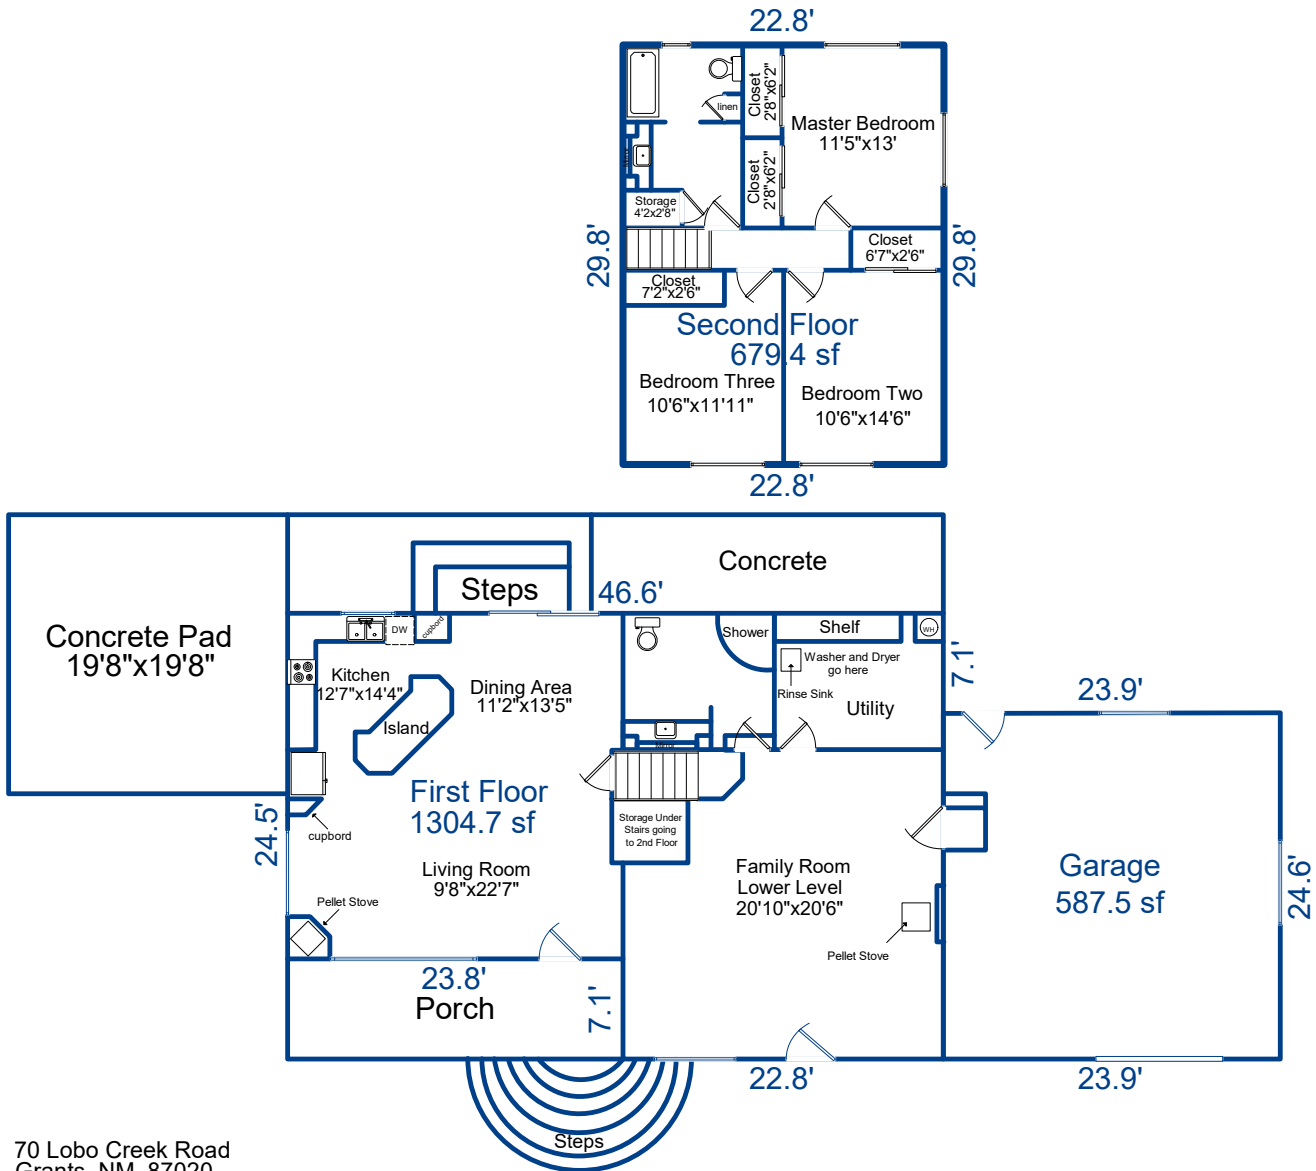 22.8'
Closet
2'8"x6'2"
linen
Master Bedroom
11'5"x13'
Closet
2'8"x6'2"
Storage
4'2x2'8"
29.8'
29.8'
Closet
6'7"x2'6"
Closet
7'2"x2'6"
Second Floor
679.4 sf
Bedroom Three
10'6"x11'11"
Bedroom Two
10'6"x14'6"
22.8'
Concrete
Steps
46.6'
Concrete Pad
19'8"x19'8"
DW
cupbord
Shower
Shelf
WH
Washer and Dryer
go here
Rinse Sink
Utility
7.1'
23.9'
Kitchen
12'7"x14'4"
Dining Area
11'2"x13'5"
Island
First Floor
1304.7 sf
24.5'
cupbord
Storage Under
Stairs going
to 2nd Floor
Living Room
9'8"x22'7"
Family Room
Lower Level
20'10"x20'6"
Garage
587.5 sf
24.6'
Pellet Stove
Pellet Stove
23.8'
Porch
7.1'
22.8'
23.9'
Steps
70 Lobo Creek Road
Grants, NM 87020